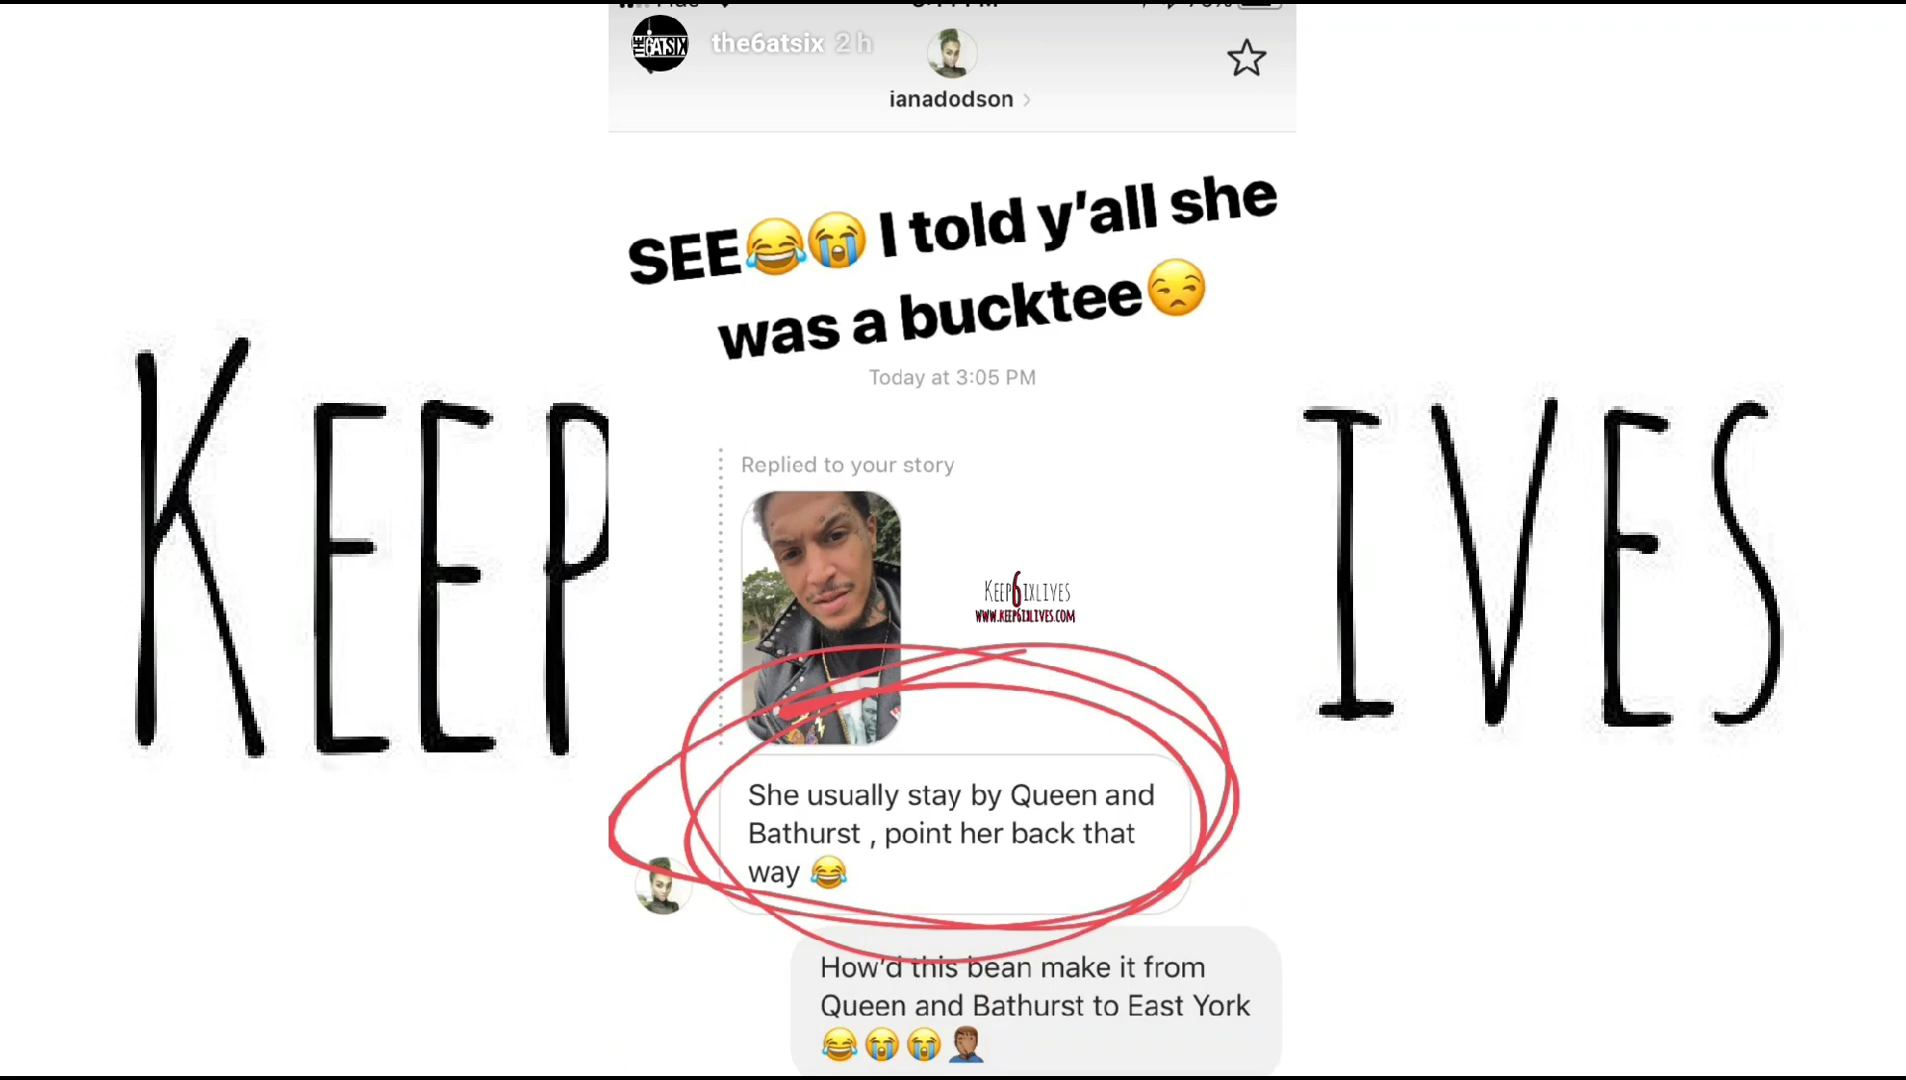 the6atsix 2h
ianadodson >
SEE😂😭 I told y'all she
was a bucktee😒
Today at 3:05 PM
Replied to your story
KEEP6IXLIVES
WWW.KEEP6IXLIVES.COM
KEEP
IVES
She usually stay by Queen and
Bathurst , point her back that
way 😂
How'd this bean make it from
Queen and Bathurst to East York
😂😭😭🤦🏾‍♂️